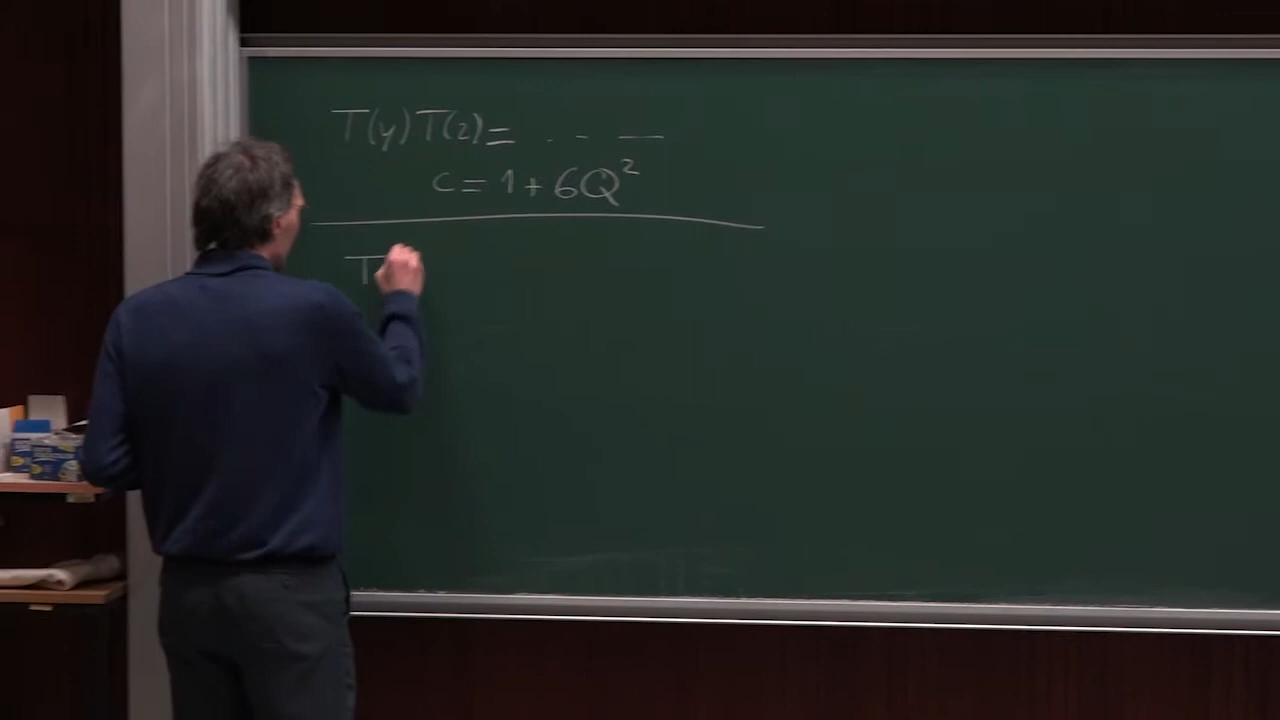 T(y)T(z)= . - —
c = 1 + 6Q²
T